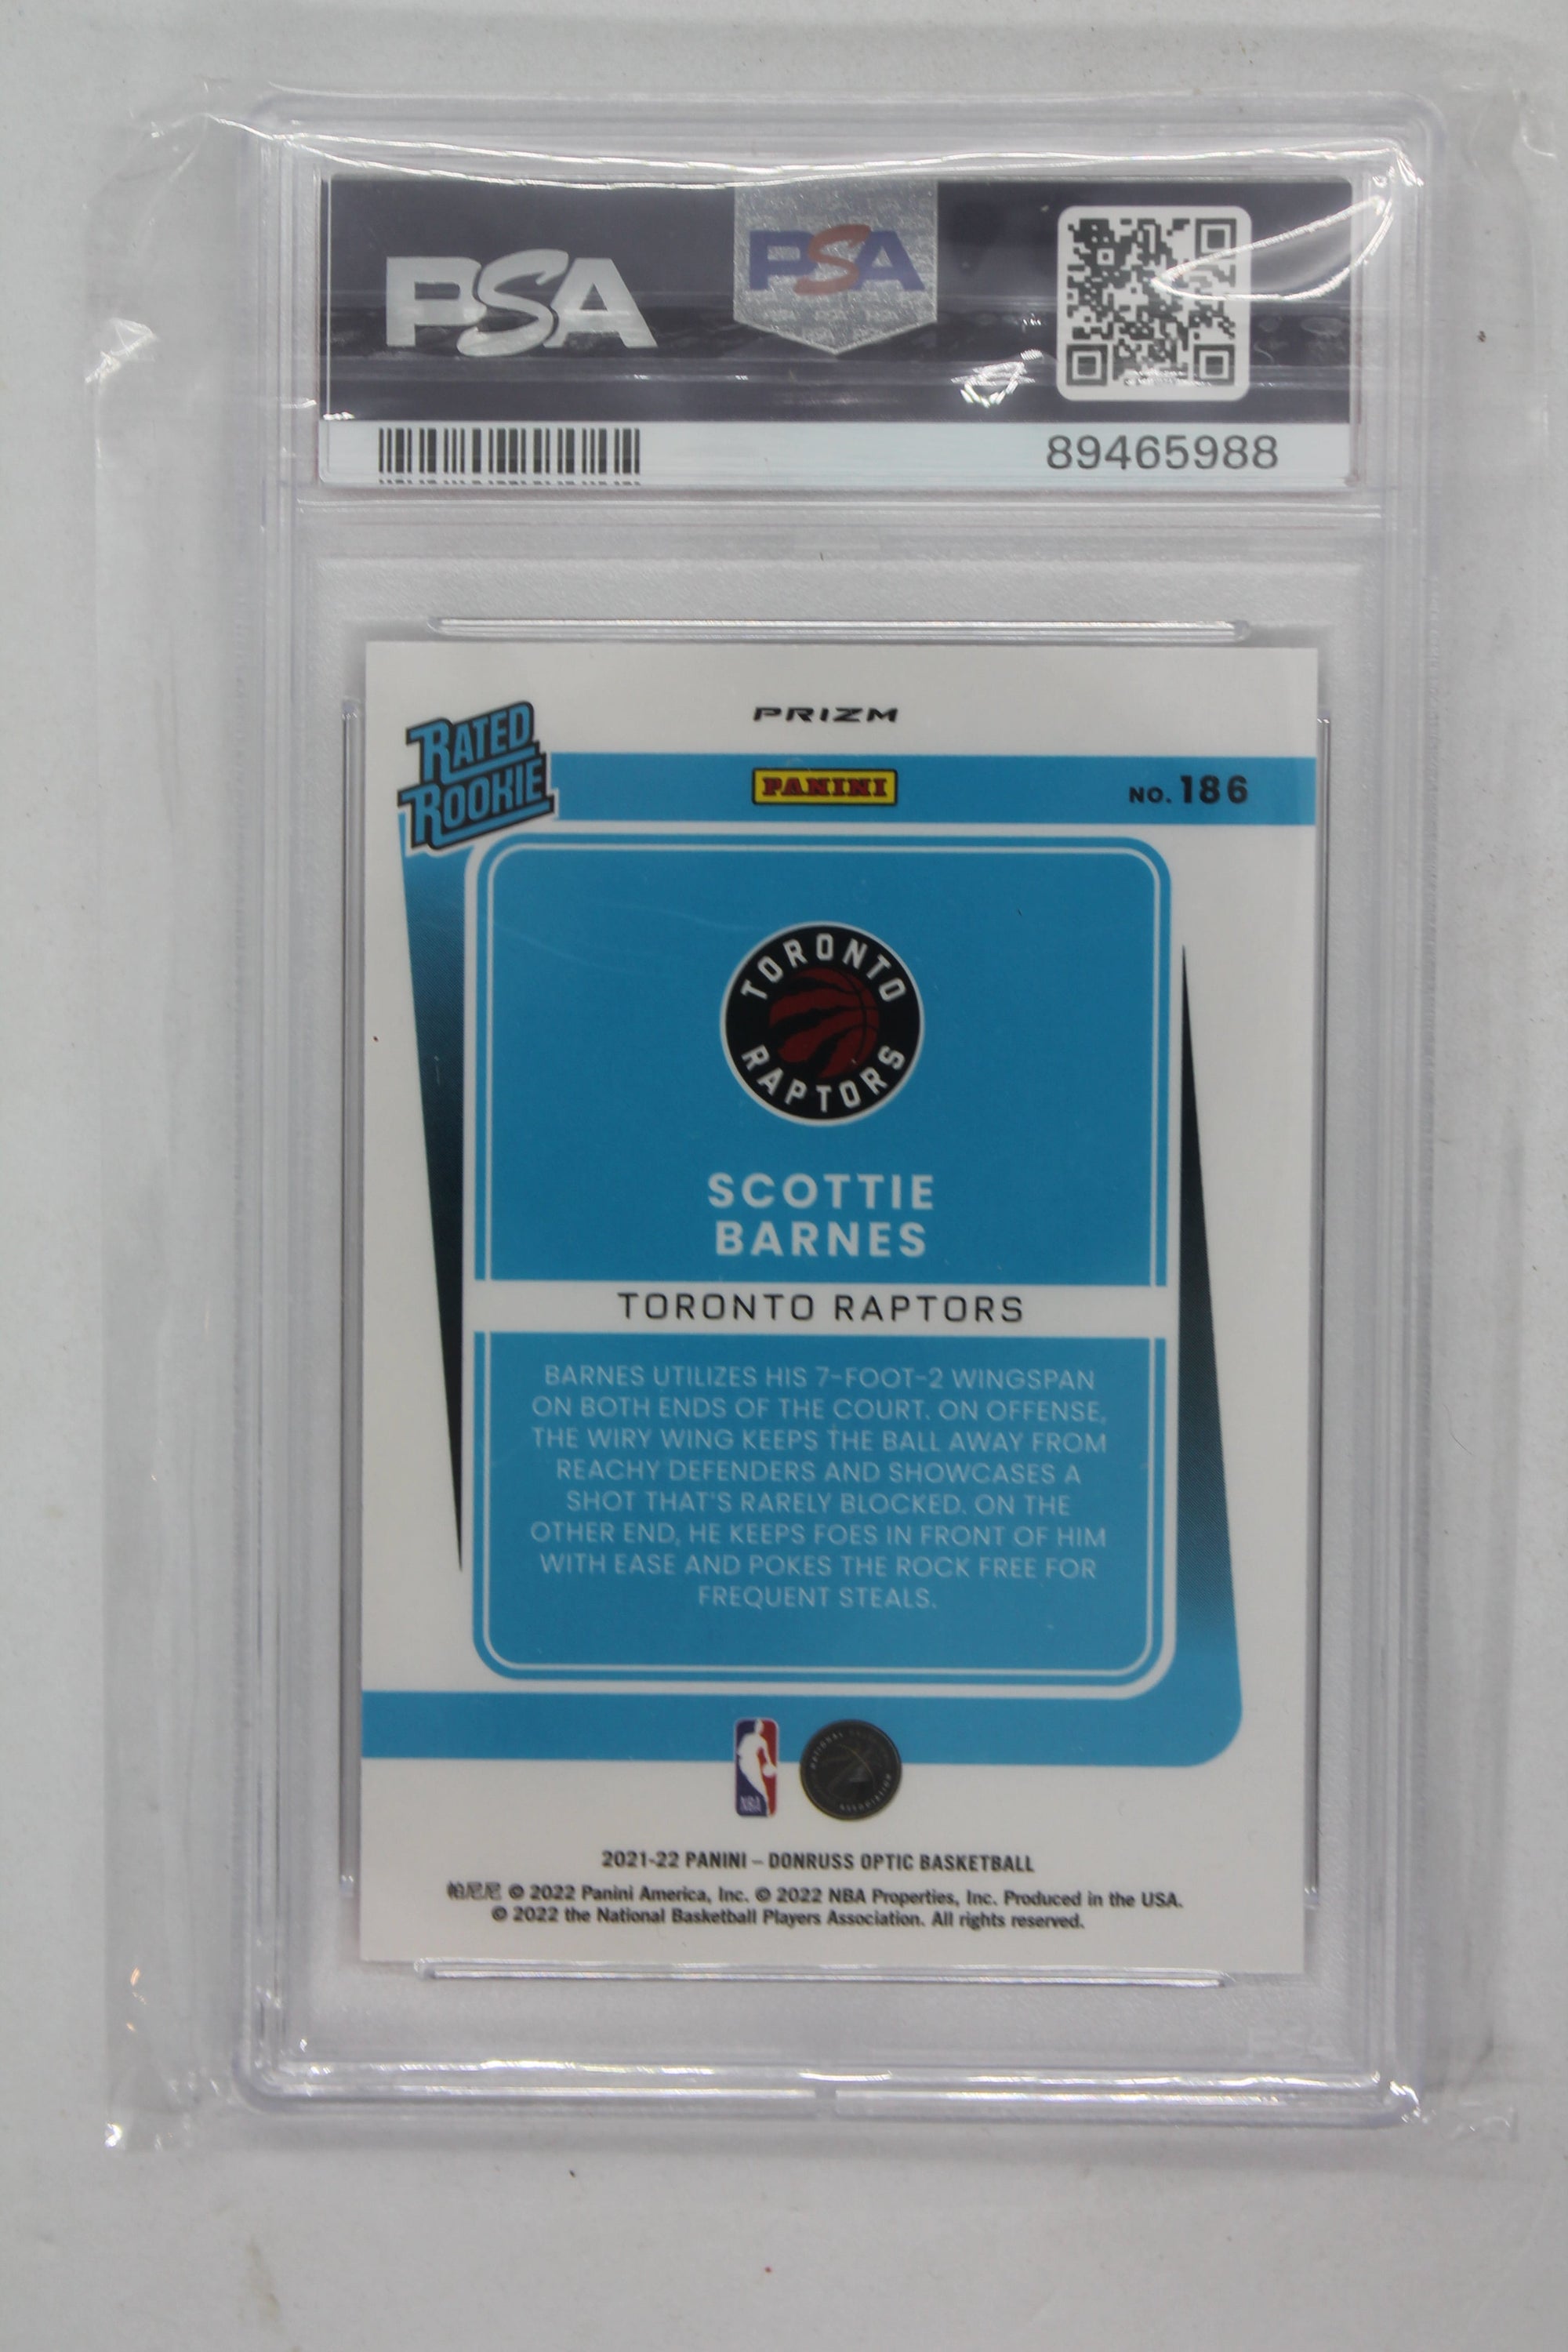 PSA
PSA
89465988
PRIZM
RATED
ROOKIE
PANINI
NO. 186
TORONTO
RAPTORS
SCOTTIE
BARNES
TORONTO RAPTORS
BARNES UTILIZES HIS 7-FOOT-2 WINGSPAN
ON BOTH ENDS OF THE COURT. ON OFFENSE,
THE WIRY WING KEEPS THE BALL AWAY FROM
REACHY DEFENDERS AND SHOWCASES A
SHOT THAT'S RARELY BLOCKED. ON THE
OTHER END, HE KEEPS FOES IN FRONT OF HIM
WITH EASE AND POKES THE ROCK FREE FOR
FREQUENT STEALS.
NBA
2021-22 PANINI – DONRUSS OPTIC BASKETBALL
帕尼尼 © 2022 Panini America, Inc. © 2022 NBA Properties, Inc. Produced in the USA.
© 2022 the National Basketball Players Association. All rights reserved.